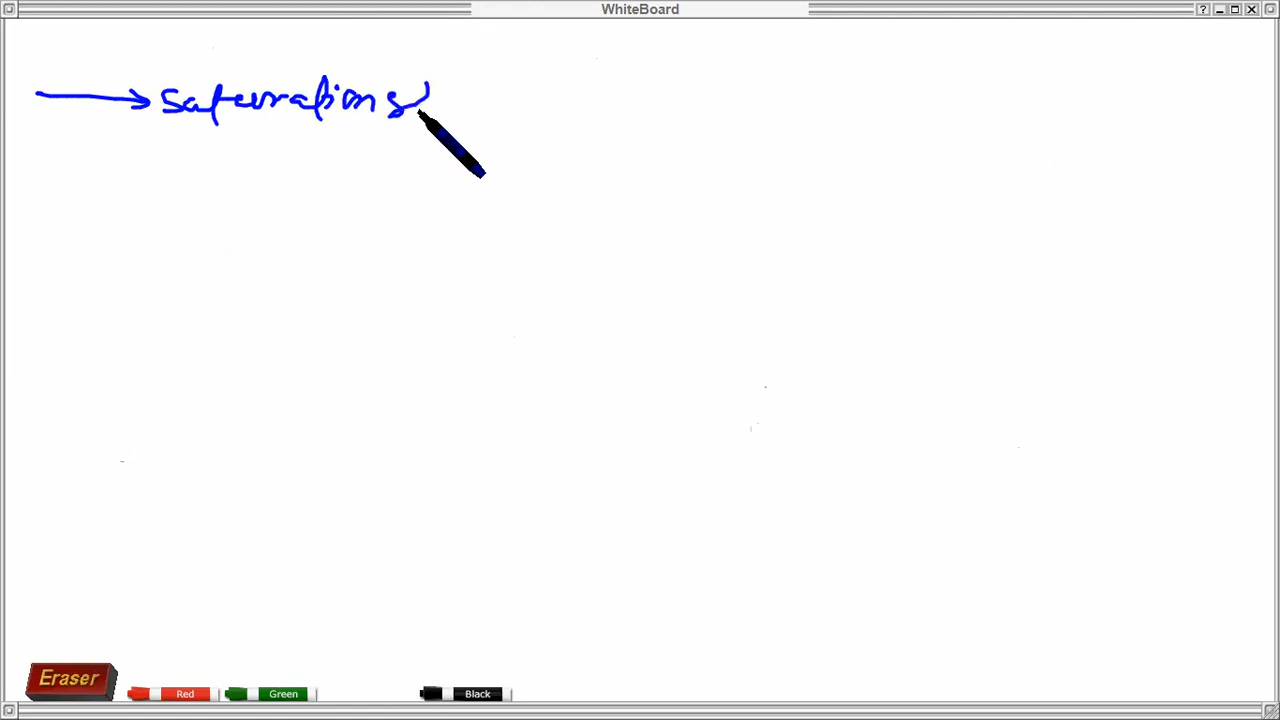 WhiteBoard
→ Saturation
Eraser
Red
Green
Black